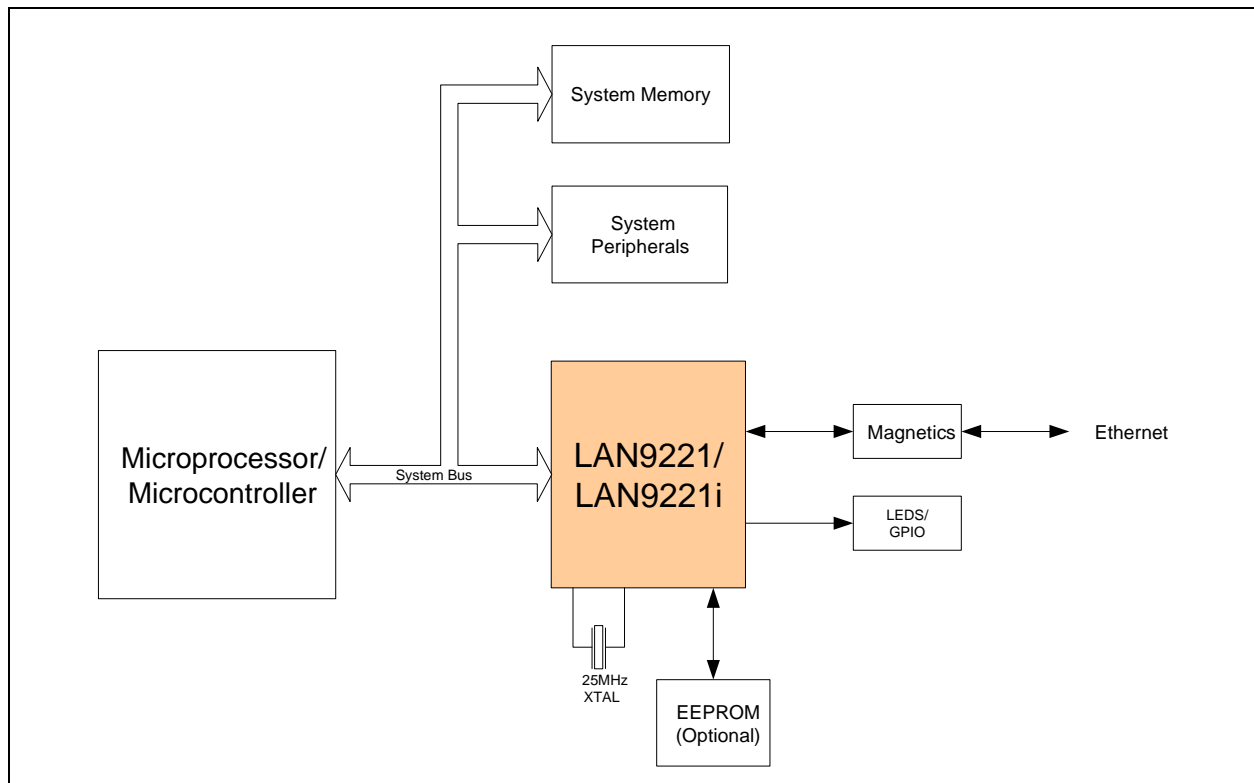 System Memory
System
Peripherals
Microprocessor/
Microcontroller
System Bus
LAN9221/
LAN9221i
Magnetics
Ethernet
LEDS/
GPIO
25MHz
XTAL
EEPROM
(Optional)